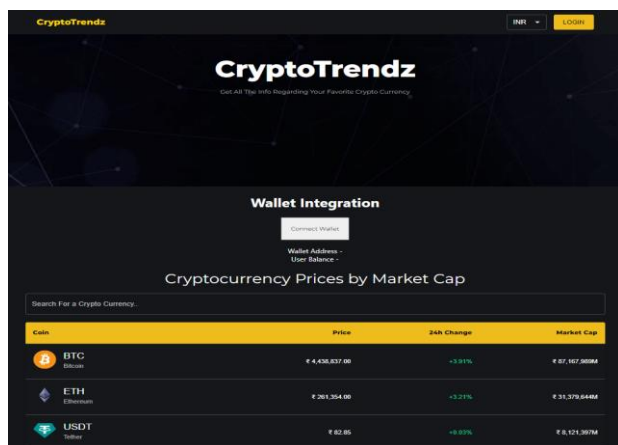 CryptoTrendz INR LOGIN
CryptoTrendz
Get All The Info Regarding Your Favorite Crypto Currency
Wallet Integration
Connect Wallet
Wallet Address -
User Balance -
Cryptocurrency Prices by Market Cap
Search For a Crypto Currency..
Coin Price 24h Change Market Cap
BTC
Bitcoin ₹ 4,438,837.00 +3.91% ₹ 87,167,989M
ETH
Ethereum ₹ 261,354.00 +3.21% ₹ 31,379,644M
USDT
Tether ₹ 82.85 +0.03% ₹ 8,121,397M